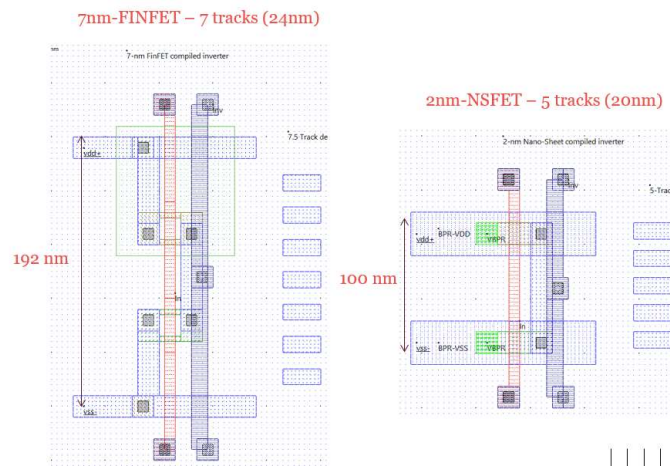 7nm-FINFET – 7 tracks (24nm)
7-nm FinFET compiled inverter
Inv
7.5 Track de
vdd+
192 nm
In
vss-
2nm-NSFET – 5 tracks (20nm)
2-nm Nano-Sheet compiled inverter
Inv
5-Trac
BPR-VDD
VBPR
vdd+
100 nm
In
vss-
BPR-VSS
VBPR